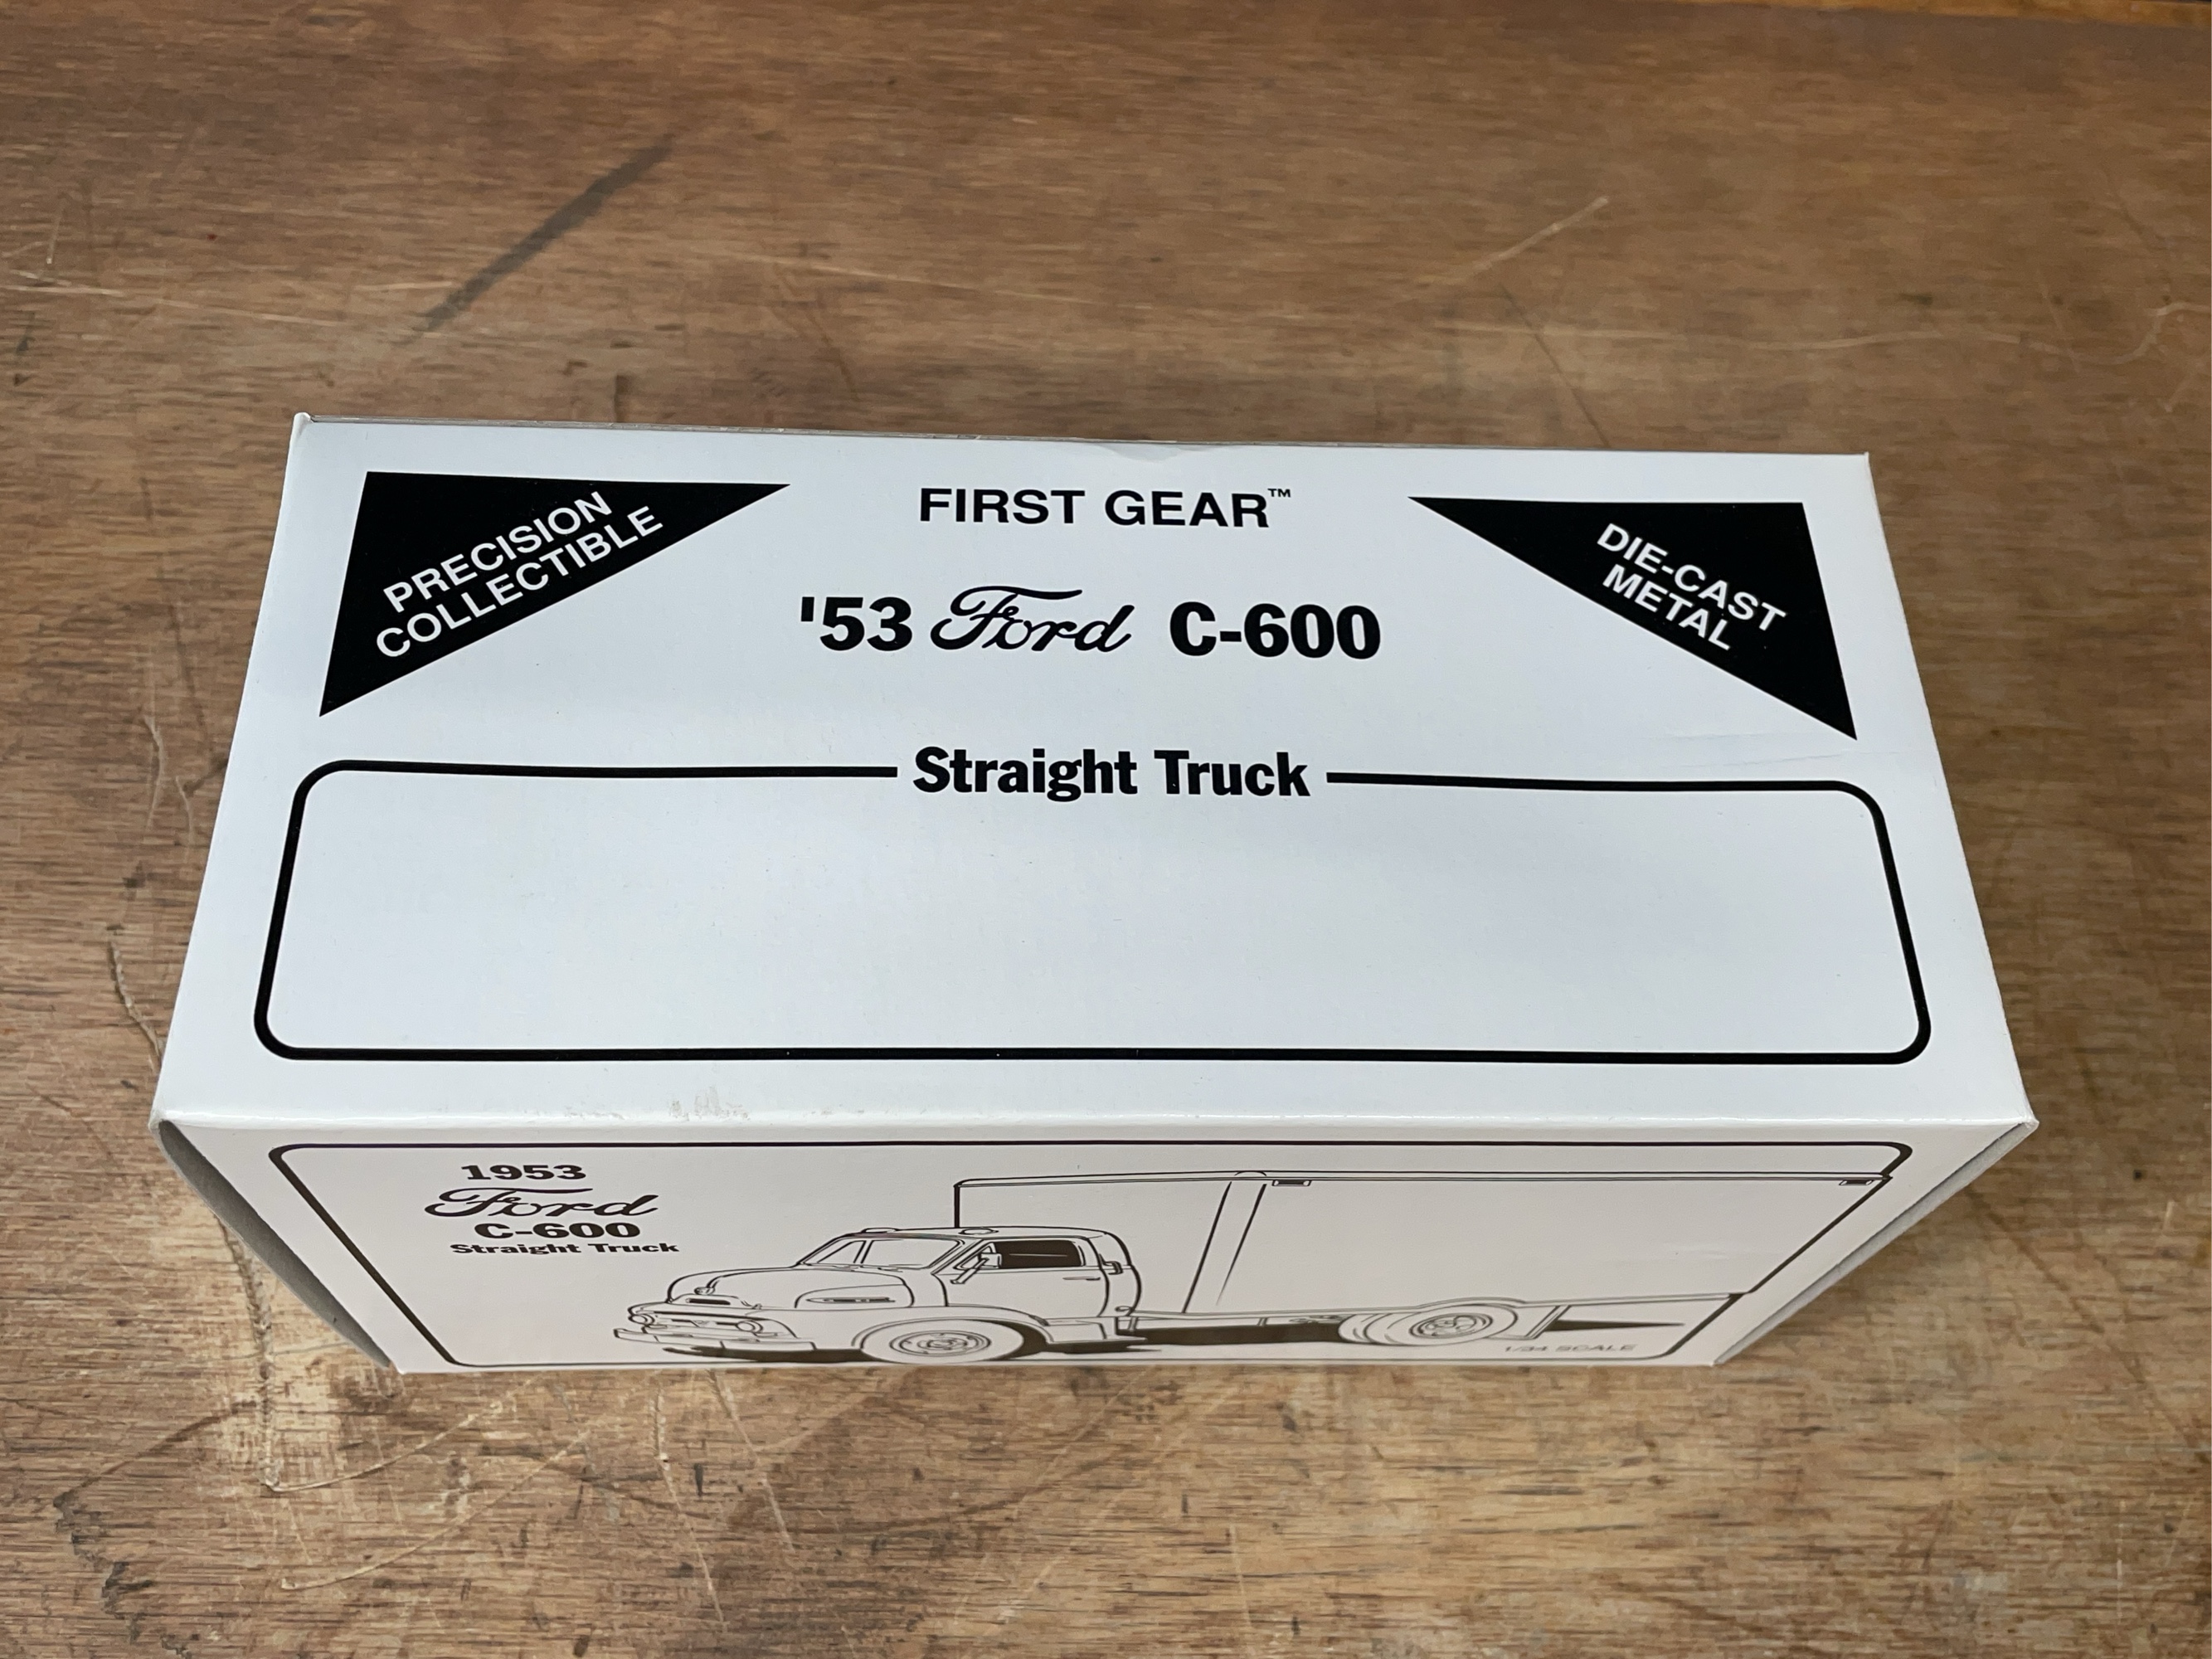 PRECISION
COLLECTIBLE
FIRST GEAR™
DIE-CAST
METAL
'53 Ford C-600
Straight Truck
1953
Ford
C-600
Straight Truck
1/34 SCALE